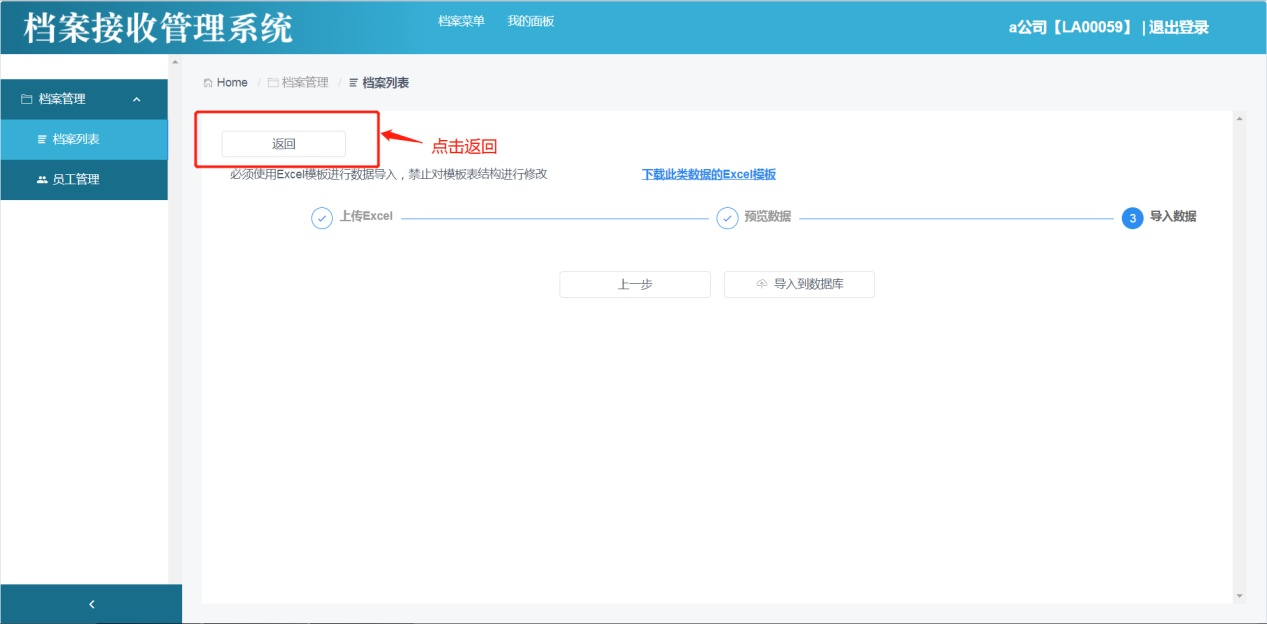 档案接收管理系统
档案菜单 我的面板
a公司【LA00059】 | 退出登录
档案管理
档案列表
员工管理
Home / 档案管理 / 档案列表
返回
点击返回
必须使用Excel模板进行数据导入，禁止对模板表结构进行修改 下载此类数据的Excel模板
上传Excel 预览数据 3 导入数据
上一步 导入到数据库